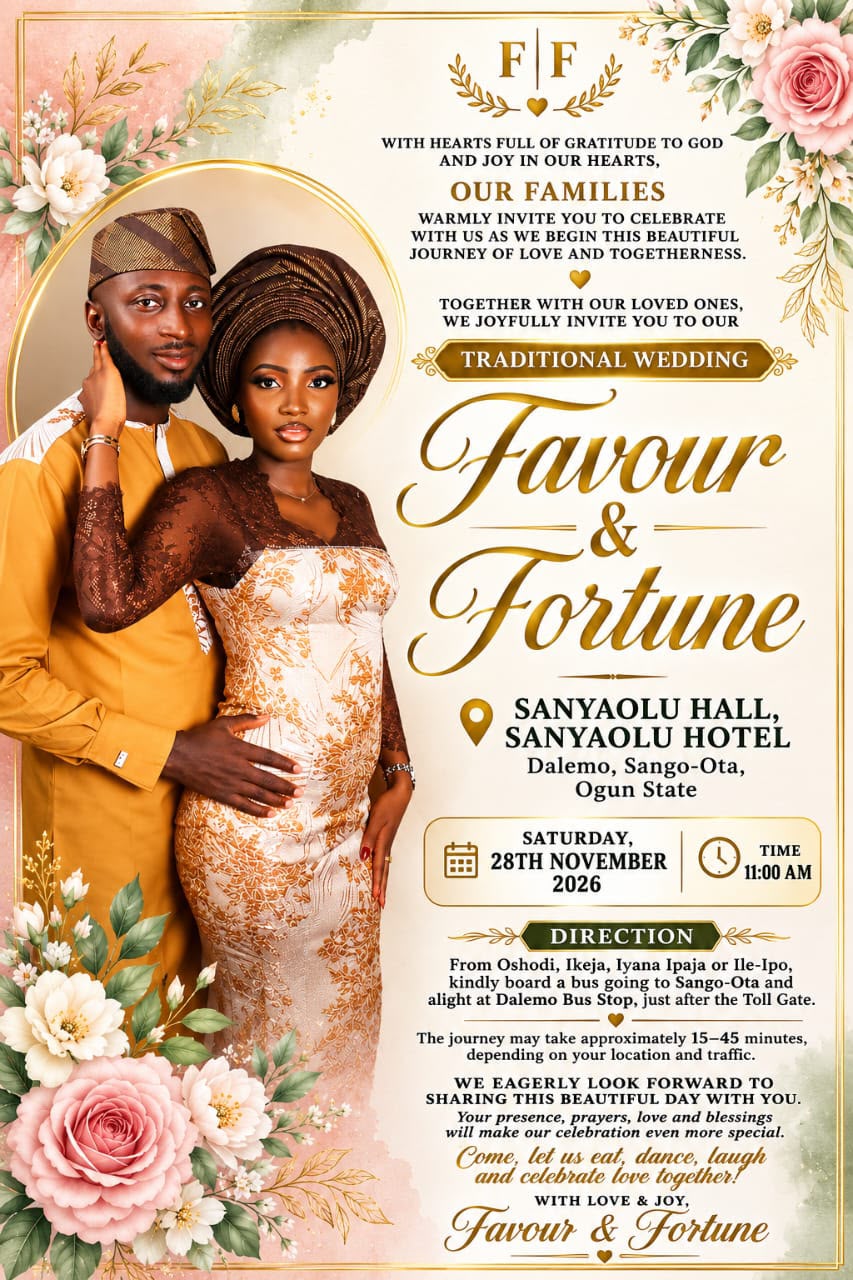 F|F
WITH HEARTS FULL OF GRATITUDE TO GOD
AND JOY IN OUR HEARTS,
OUR FAMILIES
WARMLY INVITE YOU TO CELEBRATE
WITH US AS WE BEGIN THIS BEAUTIFUL
JOURNEY OF LOVE AND TOGETHERNESS.
TOGETHER WITH OUR LOVED ONES,
WE JOYFULLY INVITE YOU TO OUR
TRADITIONAL WEDDING
Favour
&
Fortune
SANYAOLU HALL,
SANYAOLU HOTEL
Dalemo, Sango-Ota,
Ogun State
SATURDAY,
28TH NOVEMBER
2026
TIME
11:00 AM
DIRECTION
From Oshodi, Ikeja, Iyana Ipaja or Ile-Ipo,
kindly board a bus going to Sango-Ota and
alight at Dalemo Bus Stop, just after the Toll Gate.
The journey may take approximately 15–45 minutes,
depending on your location and traffic.
WE EAGERLY LOOK FORWARD TO
SHARING THIS BEAUTIFUL DAY WITH YOU.
Your presence, prayers, love and blessings
will make our celebration even more special.
Come, let us eat, dance, laugh
and celebrate love together!
WITH LOVE & JOY,
Favour & Fortune